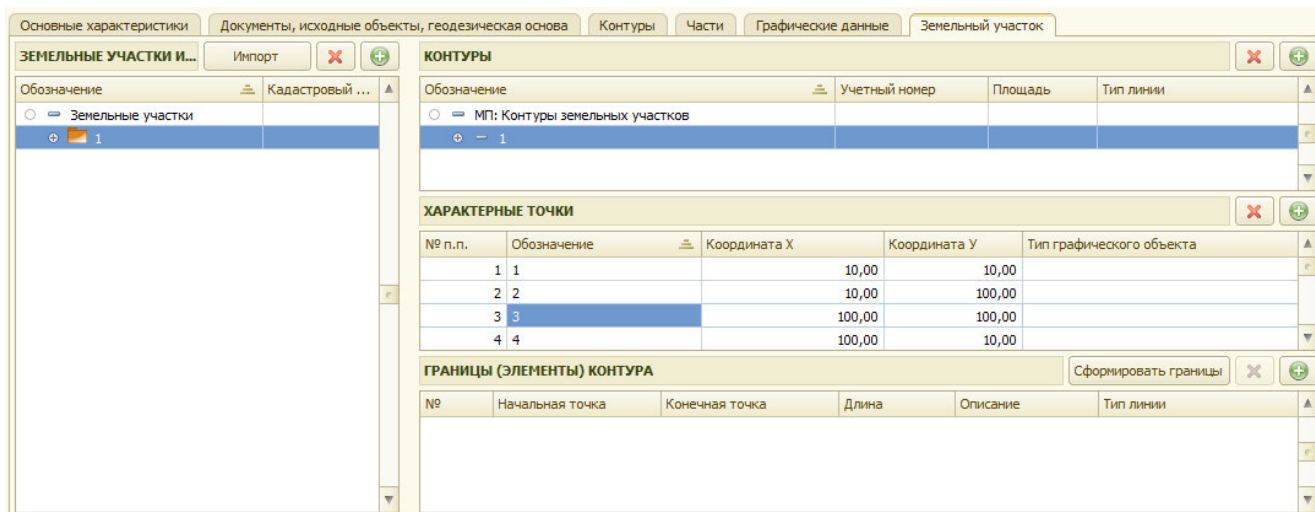 Основные характеристики Документы, исходные объекты, геодезическая основа Контуры Части Графические данные Земельный участок
ЗЕМЕЛЬНЫЕ УЧАСТКИ И... Импорт
Обозначение Кадастровый ...
Земельные участки
1
КОНТУРЫ
Обозначение Учетный номер Площадь Тип линии
МП: Контуры земельных участков
1
ХАРАКТЕРНЫЕ ТОЧКИ
№ п.п. Обозначение Координата X Координата У Тип графического объекта
1 1 10,00 10,00
2 2 10,00 100,00
3 3 100,00 100,00
4 4 100,00 10,00
ГРАНИЦЫ (ЭЛЕМЕНТЫ) КОНТУРА Сформировать границы
№ Начальная точка Конечная точка Длина Описание Тип линии